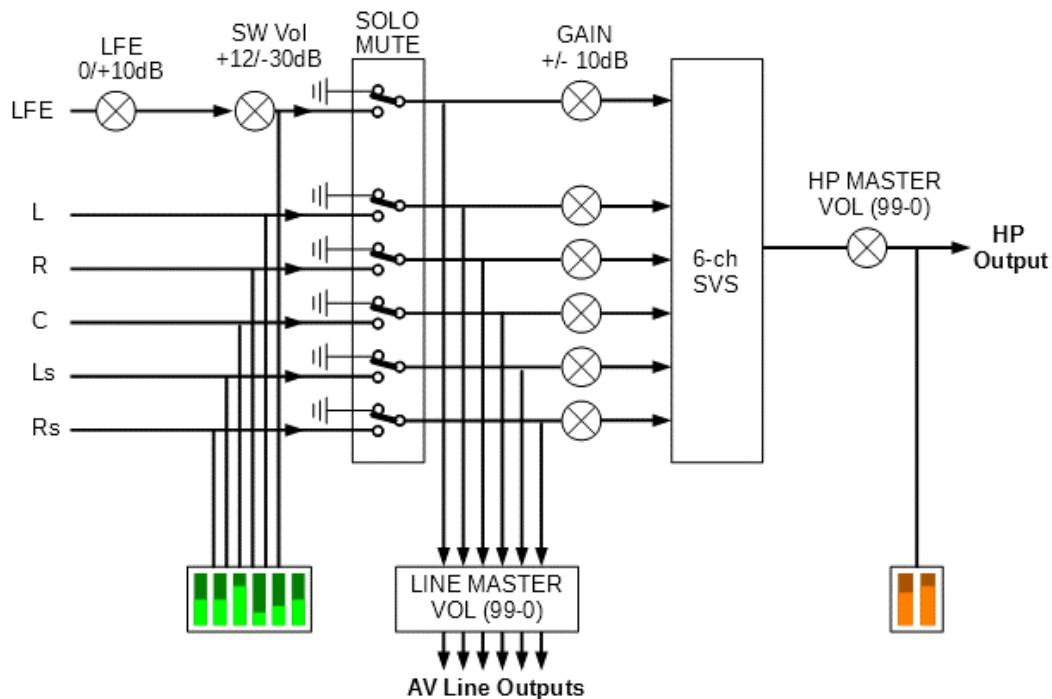 SOLO
MUTE
LFE
0/+10dB
SW Vol
+12/-30dB
GAIN
+/- 10dB
LFE
HP MASTER
VOL (99-0)
L
R
C
Ls
Rs
6-ch
SVS
HP
Output
LINE MASTER
VOL (99-0)
AV Line Outputs